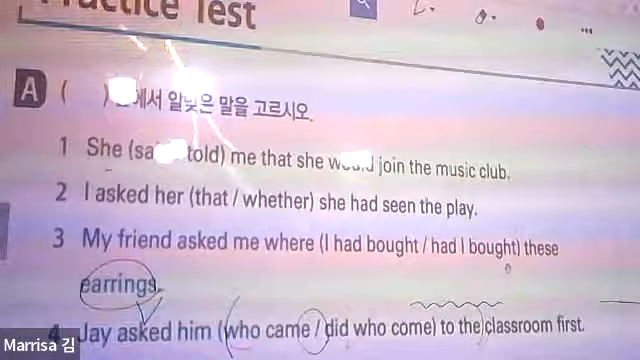 Practice Test
A ( ) 에서 알맞은 말을 고르시오.
1 She (sa told) me that she would join the music club.
2 I asked her (that / whether) she had seen the play.
3 My friend asked me where (I had bought / had I bought) these
earrings.
4 Jay asked him (who came / did who come) to the classroom first.
Marrisa 김